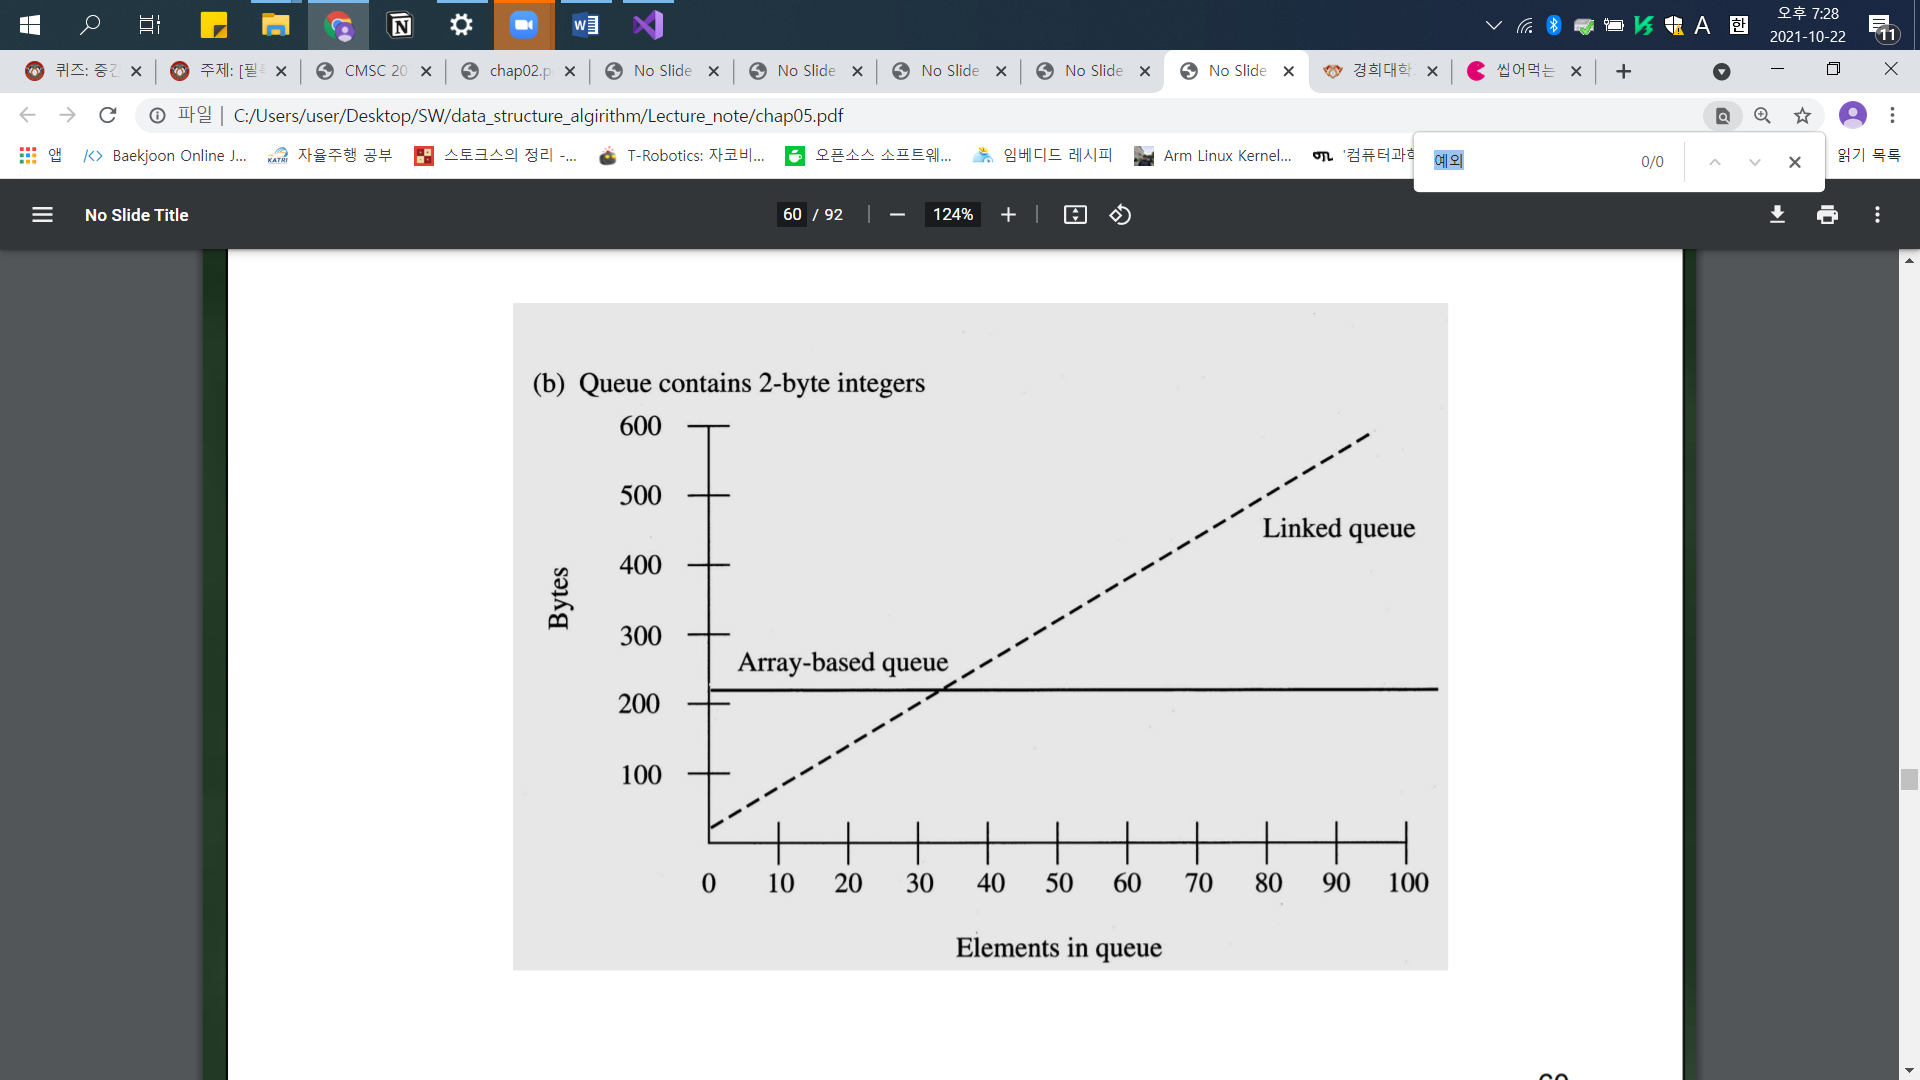 오후 7:28
2021-10-22
A
한
11
퀴즈: 중간
주제: [필
CMSC 20
chap02.p
No Slide
No Slide
No Slide
No Slide
No Slide
경희대학
씹어먹는
파일 | C:/Users/user/Desktop/SW/data_structure_algirithm/Lecture_note/chap05.pdf
앱
Baekjoon Online J...
자율주행 공부
스토크스의 정리 -...
T-Robotics: 자코비...
오픈소스 소프트웨...
임베디드 레시피
Arm Linux Kernel...
'컴퓨터과학
읽기 목록
예외
0/0
No Slide Title
60 / 92
124%
(b) Queue contains 2-byte integers
600
500
400
300
200
100
Bytes
Linked queue
Array-based queue
0 10 20 30 40 50 60 70 80 90 100
Elements in queue